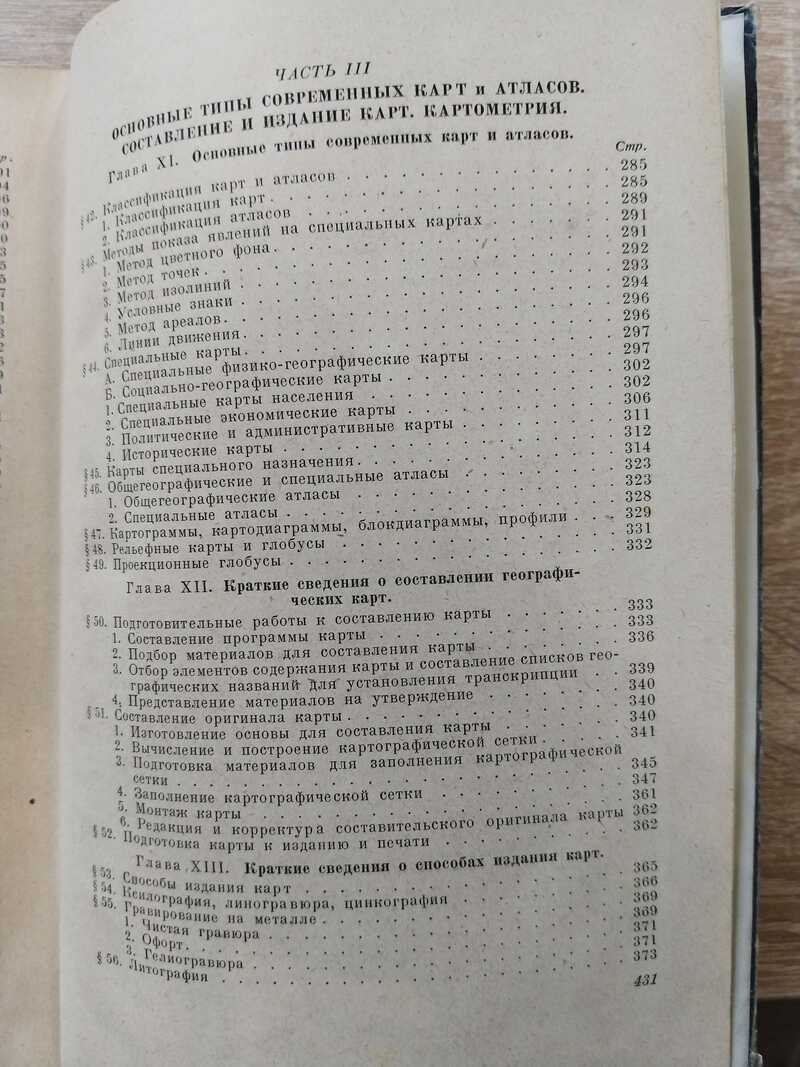 ЧАСТЬ III
ОСНОВНЫЕ ТИПЫ СОВРЕМЕННЫХ КАРТ и АТЛАСОВ.
СОСТАВЛЕНИЕ И ИЗДАНИЕ КАРТ. КАРТОМЕТРИЯ.
Глава XI. Основные типы современных карт и атласов.
Стр.
§ 42. Классификация карт и атласов . . . 285
1. Классификация карт . . . 285
2. Классификация атласов . . . 289
§ 43. Методы показа явлений на специальных картах . . . 291
1. Метод цветного фона . . . 291
2. Метод точек . . . 292
3. Метод изолиний . . . 293
4. Условные знаки . . . 294
5. Метод ареалов . . . 296
6. Линии движения . . . 296
§ 44. Специальные карты . . . 297
А. Специальные физико-географические карты . . . 297
Б. Социально-географические карты . . . 302
1. Специальные карты населения . . . 302
2. Специальные экономические карты . . . 306
3. Политические и административные карты . . . 311
4. Исторические карты . . . 312
§ 45. Карты специального назначения . . . 314
§ 46. Общегеографические и специальные атласы . . . 323
1. Общегеографические атласы . . . 323
2. Специальные атласы . . . 328
§ 47. Картограммы, картодиаграммы, блокдиаграммы, профили . . . 329
§ 48. Рельефные карты и глобусы . . . 331
§ 49. Проекционные глобусы . . . 332
Глава XII. Краткие сведения о составлении географи-
ческих карт.
§ 50. Подготовительные работы к составлению карты . . . 333
1. Составление программы карты . . . 333
2. Подбор материалов для составления карты . . . 336
3. Отбор элементов содержания карты и составление списков гео-
графических названий для установления транскрипции . . 339
4. Представление материалов на утверждение . . . 340
§ 51. Составление оригинала карты . . . 340
1. Изготовление основы для составления карты . . . 340
2. Вычисление и построение картографической сетки . . . 341
3. Подготовка материалов для заполнения картографической
сетки . . . 345
4. Заполнение картографической сетки . . . 347
5. Монтаж карты . . . 361
6. Редакция и корректура составительского оригинала карты 362
§ 52. Подготовка карты к изданию и печати . . . 362
Глава XIII. Краткие сведения о способах издания карт.
§ 53. Способы издания карт . . . 365
§ 54. Ксилография, линогравюра, цинкография . . . 366
§ 55. Гравирование на металле . . . 369
1. Чистая гравюра . . . 369
2. Офорт . . . 371
3. Гелиогравюра . . . 371
§ 56. Литография . . . 373
431